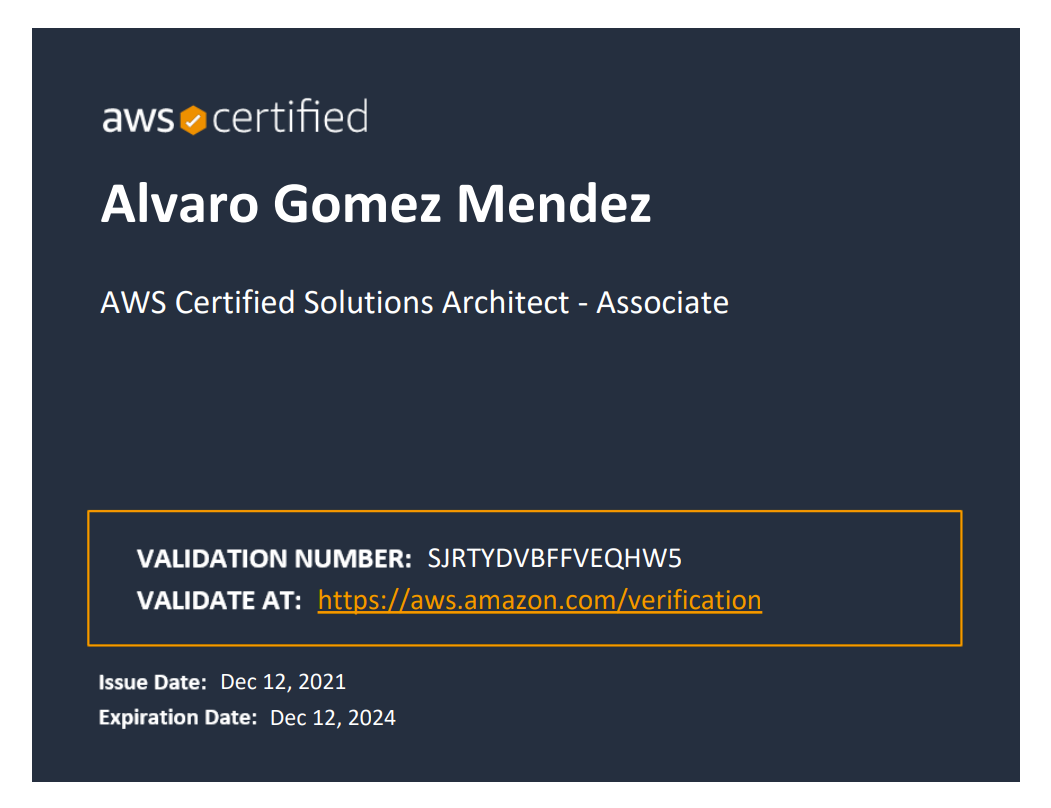 aws certified
Alvaro Gomez Mendez
AWS Certified Solutions Architect - Associate
VALIDATION NUMBER: SJRTYDVBFFVEQHW5
VALIDATE AT: https://aws.amazon.com/verification
Issue Date: Dec 12, 2021
Expiration Date: Dec 12, 2024